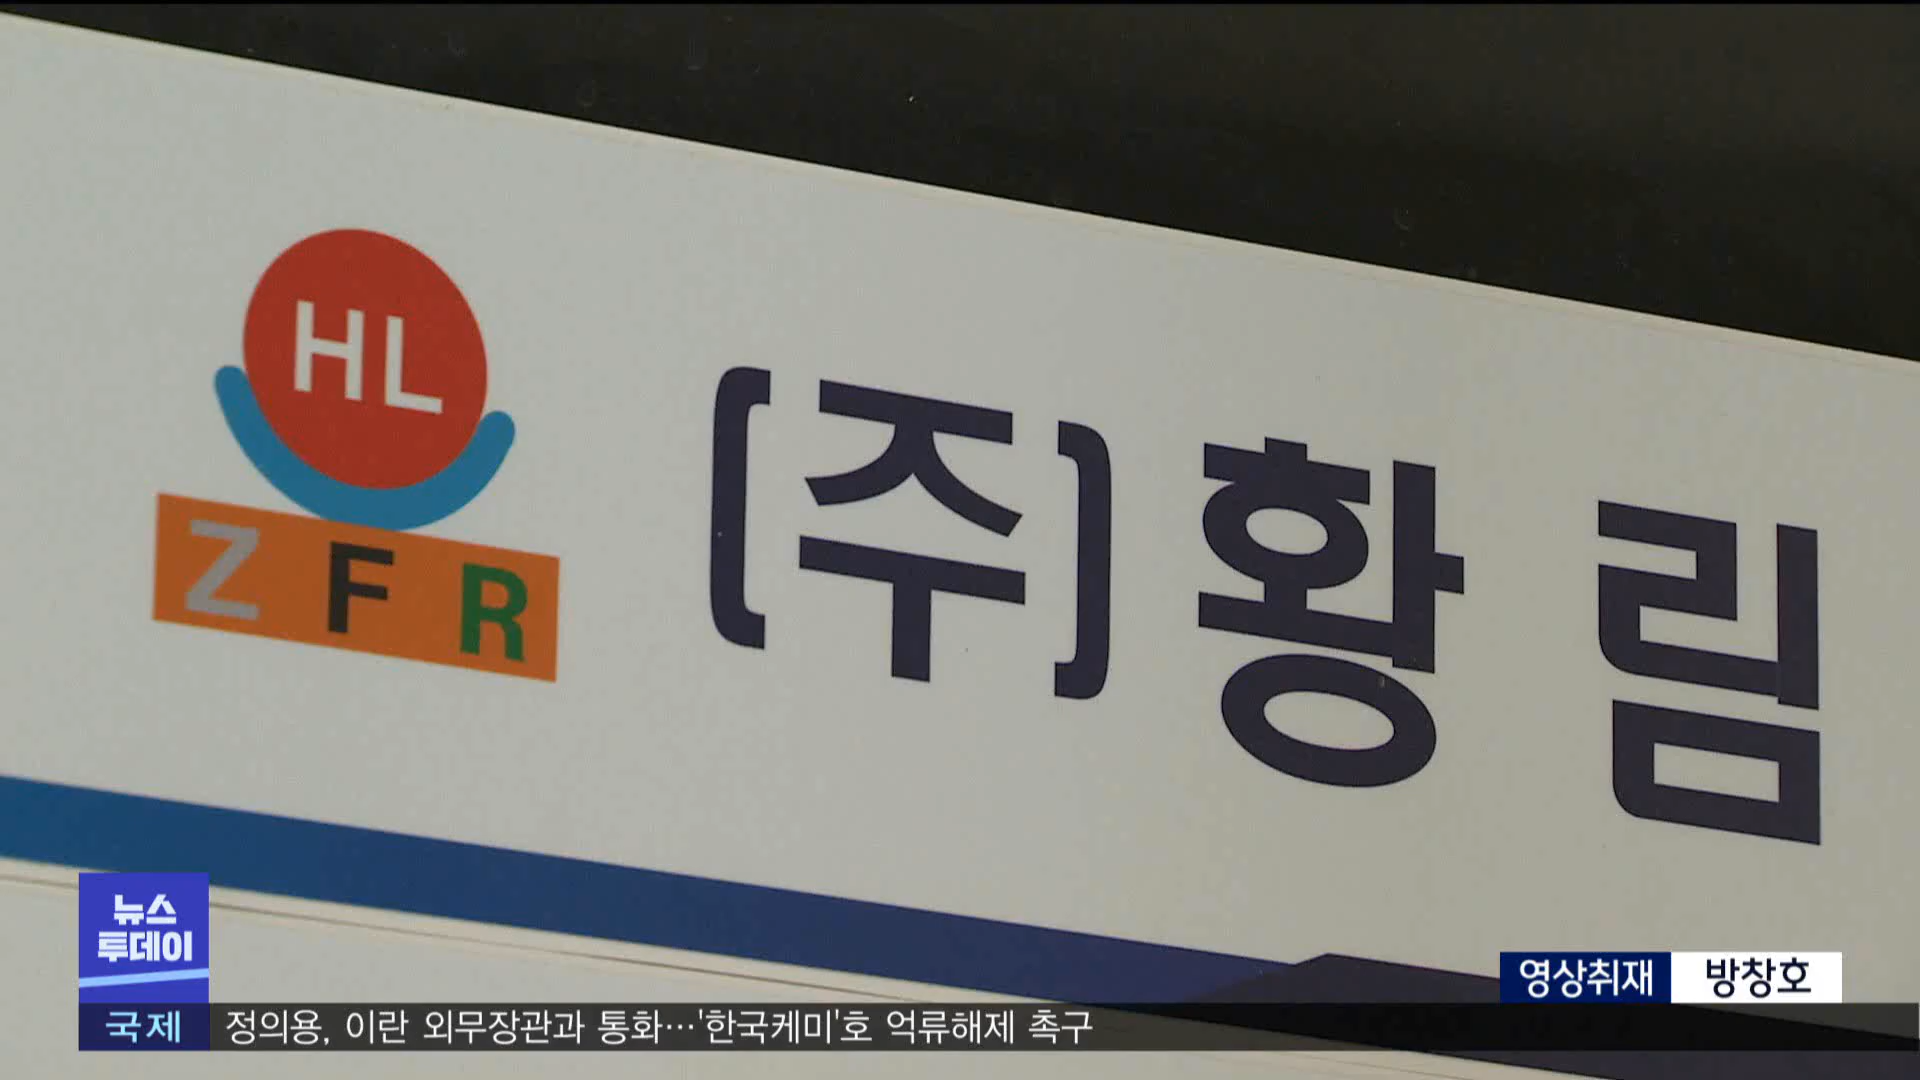 HL
ZFR
(주)황림
뉴스
투데이
영상취재 방창호
국제 정의용, 이란 외무장관과 통화…'한국케미'호 억류해제 촉구